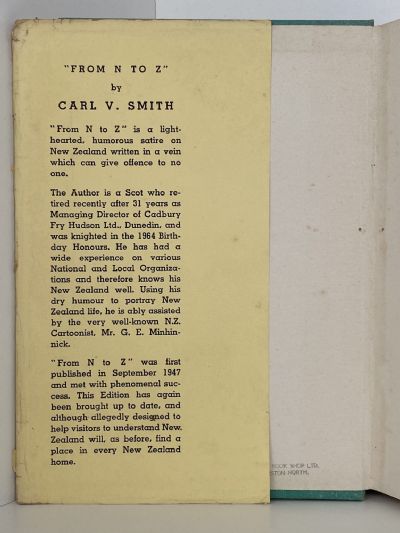 "FROM N TO Z"
by
CARL V. SMITH
"From N to Z" is a light-
hearted, humorous satire on
New Zealand written in a vein
which can give offence to no
one.
The Author is a Scot who re-
tired recently after 31 years as
Managing Director of Cadbury
Fry Hudson Ltd., Dunedin, and
was knighted in the 1964 Birth-
day Honours. He has had a
wide experience on various
National and Local Organiza-
tions and therefore knows his
New Zealand well. Using his
dry humour to portray New
Zealand life, he is ably assisted
by the very well-known N.Z.
Cartoonist, Mr. G. E. Minhin-
nick.
"From N to Z" was first
published in September 1947
and met with phenomenal suc-
cess. This Edition has again
been brought up to date, and
although allegedly designed to
help visitors to understand New
Zealand will, as before, find a
place in every New Zealand
home.
BOOK SHOP LTD.
STON NORTH.